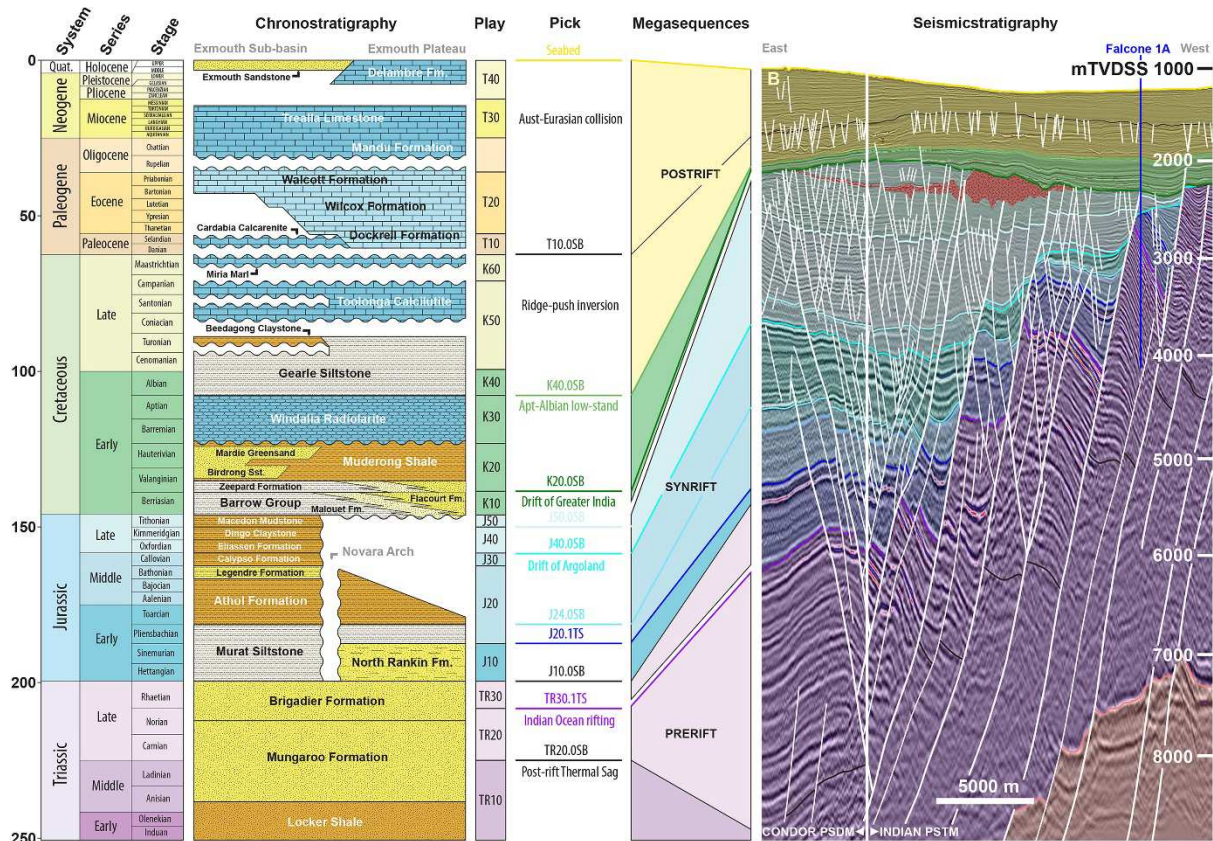 Chronostratigraphy
Play
Pick
Megasequences
Seismicstratigraphy
System
Series
Stage
Exmouth Sub-basin
Exmouth Plateau
Seabed
East
Falcone 1A
West
mTVDSS 1000
B
0
50
100
150
200
250
Quat.
Neogene
Paleogene
Cretaceous
Jurassic
Triassic
Holocene
Pleistocene
Pliocene
Miocene
Oligocene
Eocene
Paleocene
Late
Early
Late
Middle
Early
Late
Middle
Early
UPPER
MIDDLE
LOWER
Chattian
Rupelian
Priabonian
Bartonian
Lutetian
Ypresian
Thanetian
Selandian
Danian
Maastrichtian
Campanian
Santonian
Coniacian
Turonian
Cenomanian
Albian
Aptian
Barremian
Hauterivian
Valanginian
Berriasian
Tithonian
Kimmeridgian
Oxfordian
Callovian
Bathonian
Bajocian
Aalenian
Toarcian
Pliensbachian
Sinemurian
Hettangian
Rhaetian
Norian
Carnian
Ladinian
Anisian
Olenekian
Induan
Exmouth Sandstone
Delambre Fm.
Trealla Limestone
Mandu Formation
Walcott Formation
Wilcox Formation
Cardabia Calcarenite
Dockrell Formation
Miria Marl
Toolonga Calcilutite
Beedagong Claystone
Gearle Siltstone
Windalia Radiolarite
Mardie Greensand
Muderong Shale
Birdrong Sst.
Zeepard Formation
Flacourt Fm.
Barrow Group
Malouet Fm.
Macedon Mudstone
Dingo Claystone
Eliassen Formation
Calypso Formation
Novara Arch
Legendre Formation
Athol Formation
Murat Siltstone
North Rankin Fm.
Brigadier Formation
Mungaroo Formation
Locker Shale
T40
T30
T20
T10
K60
K50
K40
K30
K20
K10
J50
J40
J30
J20
J10
TR30
TR20
TR10
Aust-Eurasian collision
T10.0SB
Ridge-push inversion
K40.0SB
Apt-Albian low-stand
K20.0SB
Drift of Greater India
J50.0SB
J40.0SB
Drift of Argoland
J24.0SB
J20.1TS
J10.0SB
TR30.1TS
Indian Ocean rifting
TR20.0SB
Post-rift Thermal Sag
POSTRIFT
SYNRIFT
PRERIFT
2000
3000
4000
5000
6000
7000
8000
5000 m
CONDOR PSDM
INDIAN PSTM